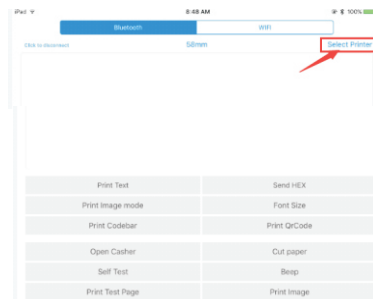 iPad 8:48 AM 100%
Bluetooth WIFI
Click to disconnect 58mm Select Printer
Print Text Send HEX
Print Image mode Font Size
Print Codebar Print QrCode
Open Casher Cut paper
Self Test Beep
Print Test Page Print Image